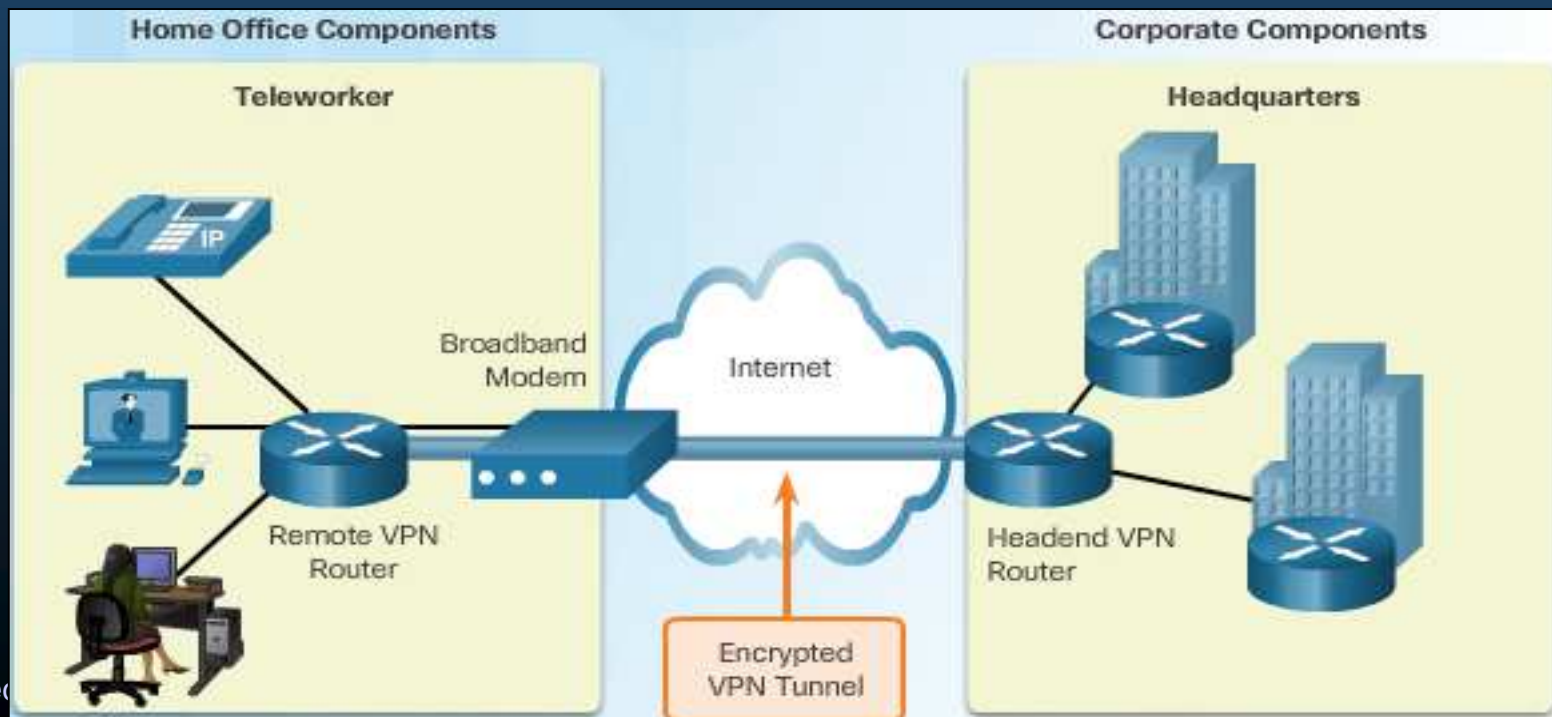 Home Office Components
Corporate Components
Teleworker
Headquarters
IP
Broadband
Modem
Internet
Remote VPN
Router
Headend VPN
Router
Encrypted
VPN Tunnel